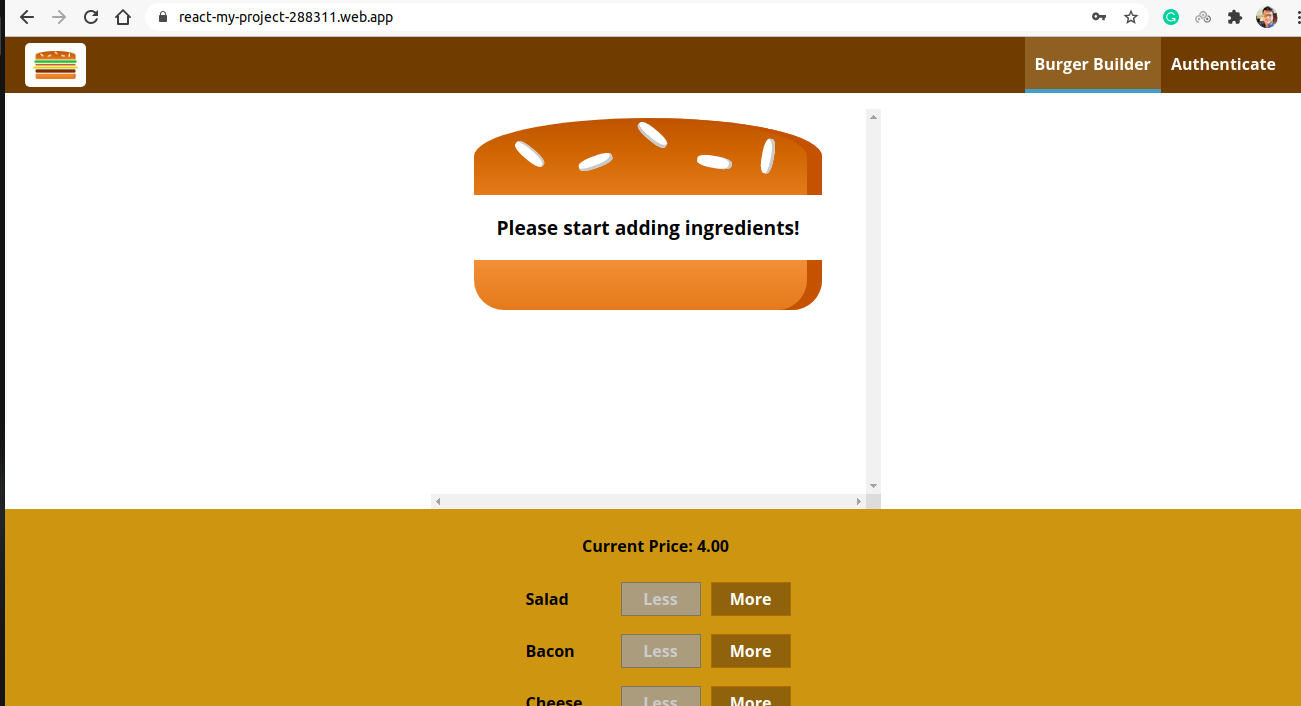 react-my-project-288311.web.app
Burger Builder Authenticate
Please start adding ingredients!
Current Price: 4.00
Salad Less More
Bacon Less More
Cheese Less More